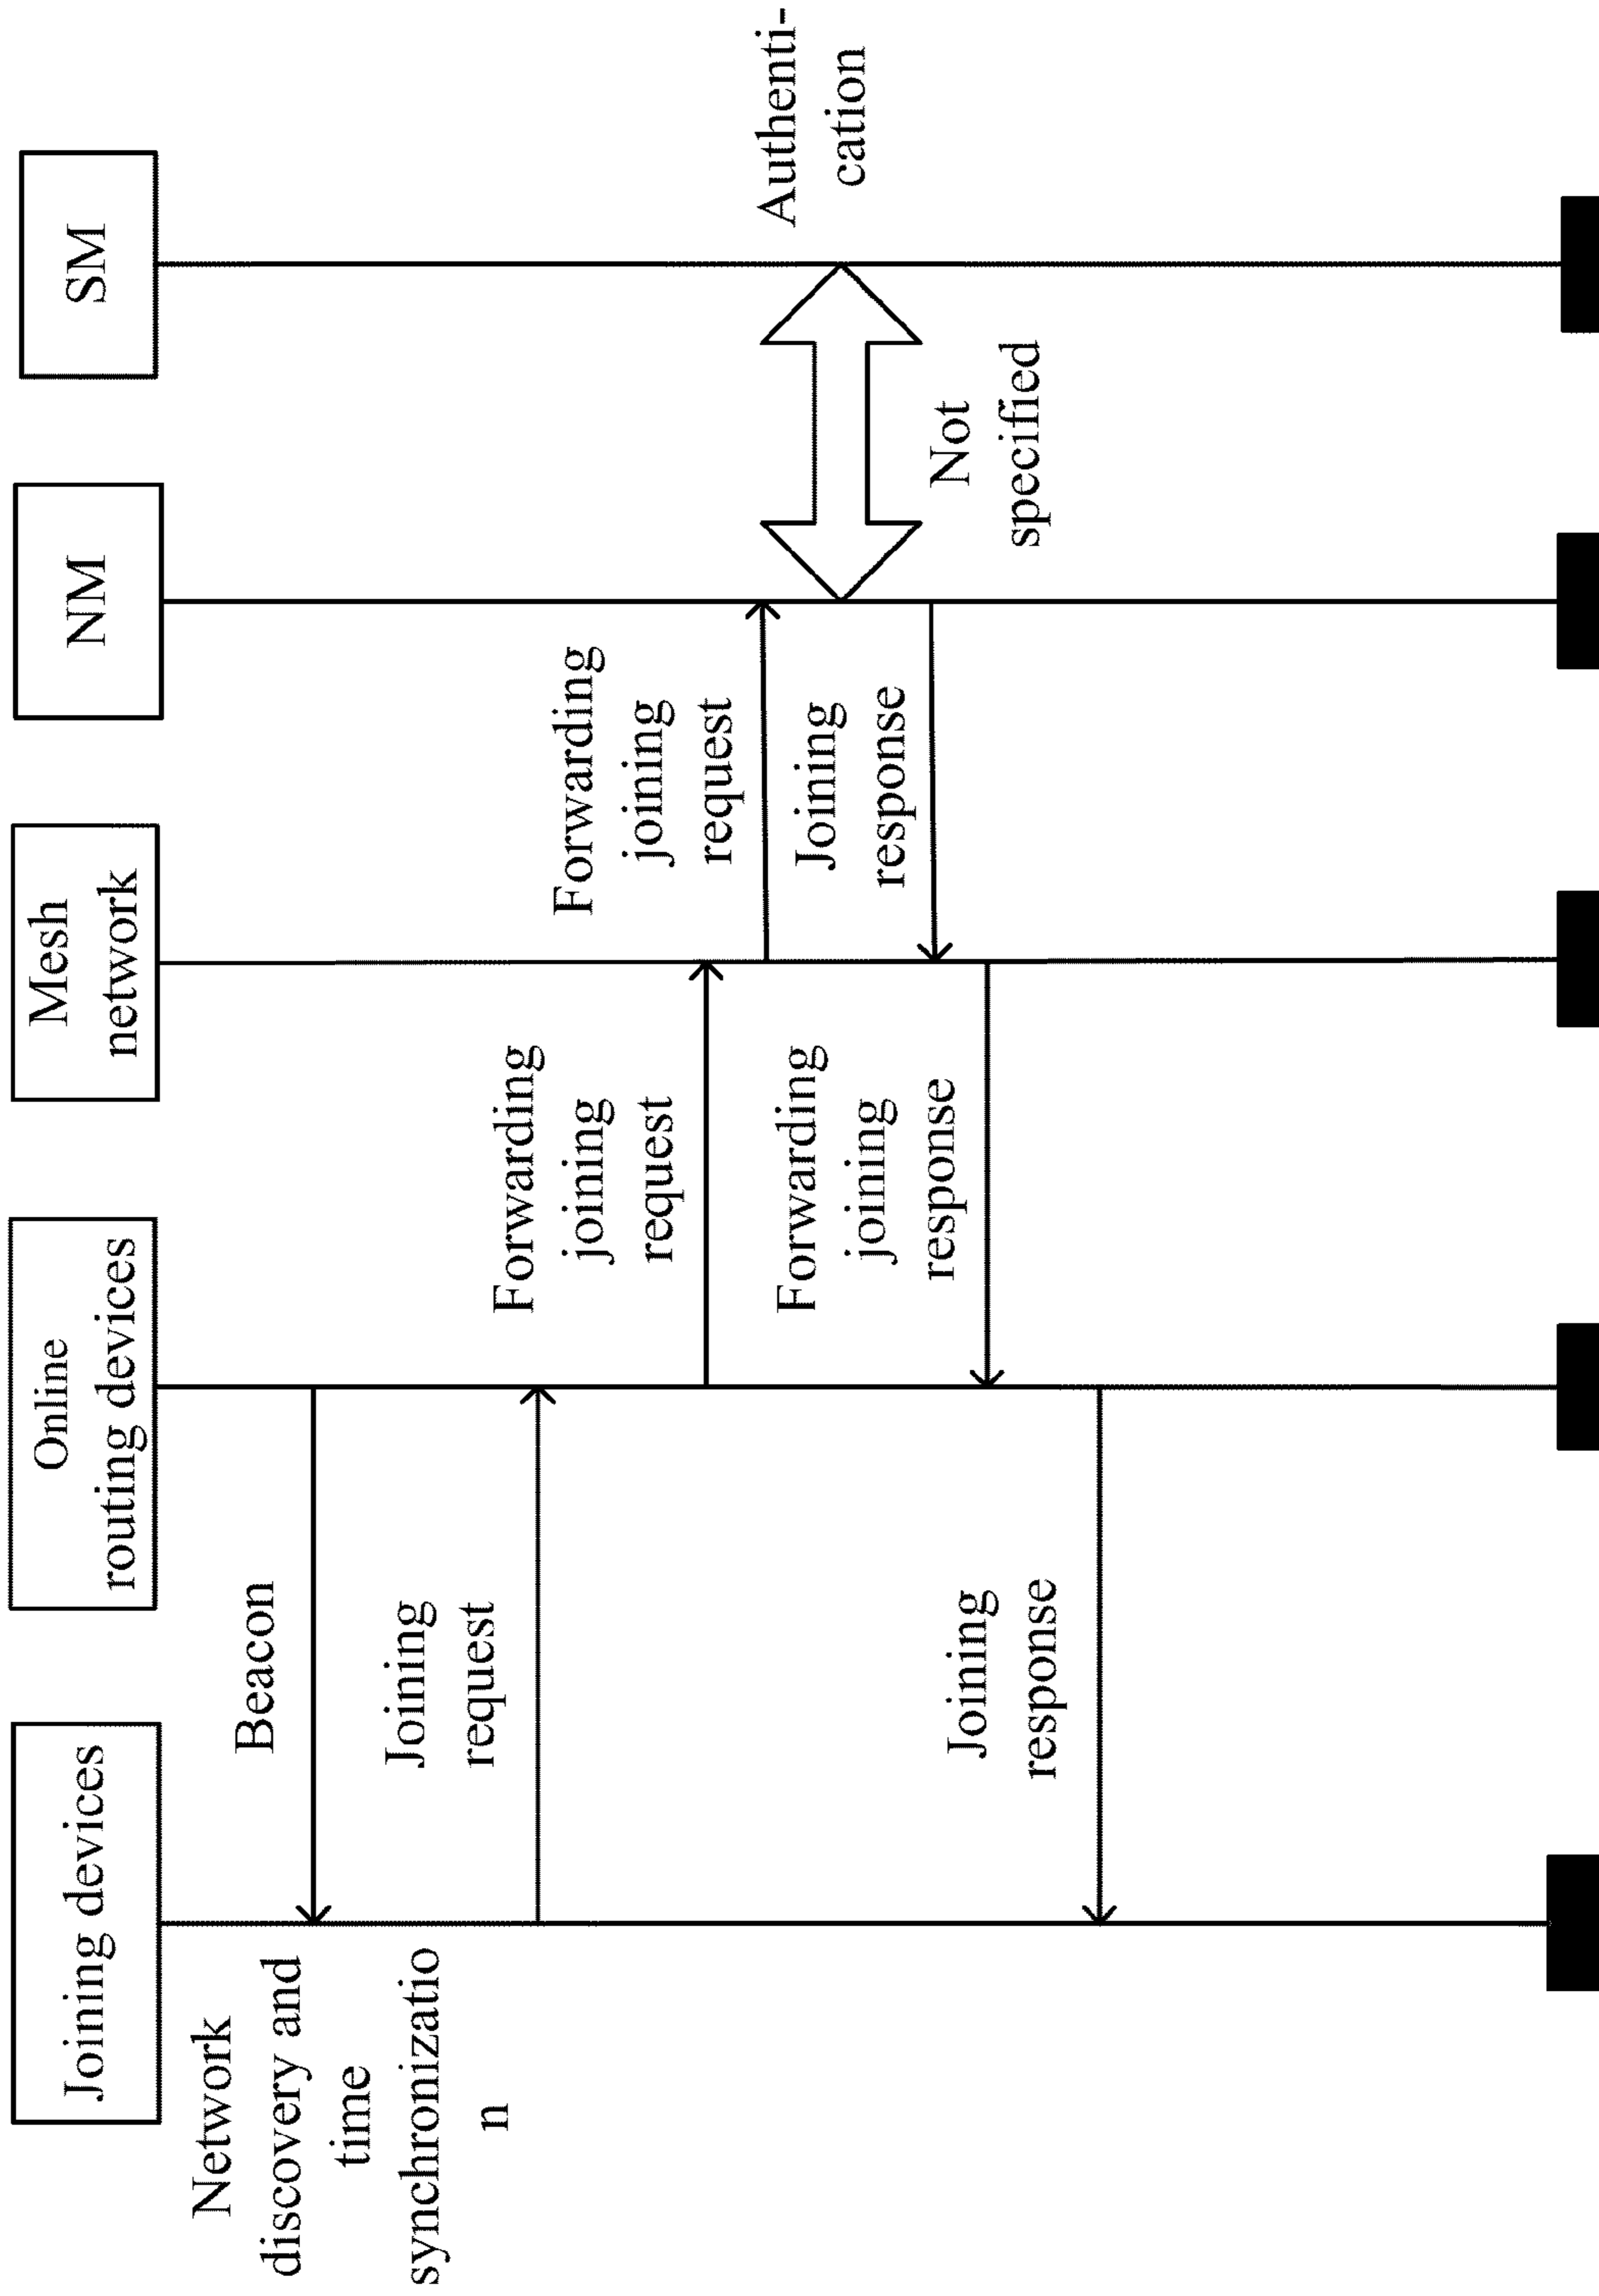 Joining devices
Online
routing devices
Mesh
network
NM
SM
Network
discovery and
time
synchronizatio
n
Beacon
Joining
request
Forwarding
joining
request
Forwarding
joining
request
Authenti-
cation
Not
specified
Joining
response
Forwarding
joining
response
Joining
response